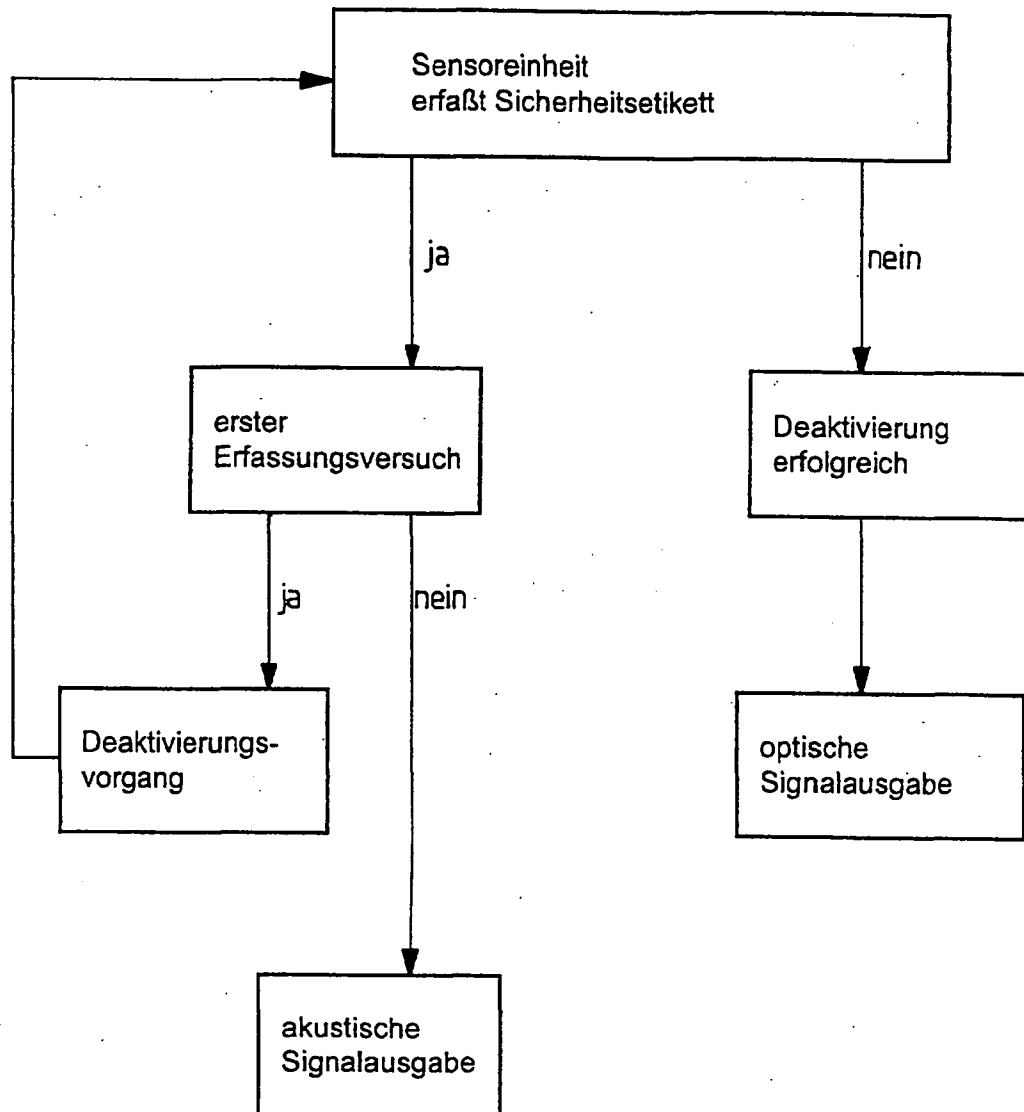 Sensoreinheit
erfaßt Sicherheitsetikett
ja
nein
erster
Erfassungsversuch
Deaktivierung
erfolgreich
ja
nein
Deaktivierungs-
vorgang
optische
Signalausgabe
akustische
Signalausgabe